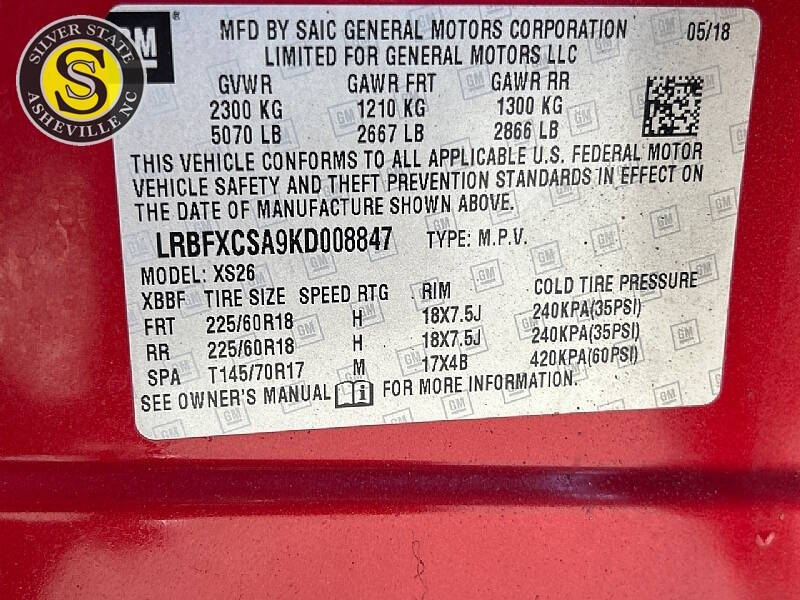 SILVER STATE
S
ASHEVILLE NC
GM
MFD BY SAIC GENERAL MOTORS CORPORATION 05/18
LIMITED FOR GENERAL MOTORS LLC
GVWR GAWR FRT GAWR RR
2300 KG 1210 KG 1300 KG
5070 LB 2667 LB 2866 LB
THIS VEHICLE CONFORMS TO ALL APPLICABLE U.S. FEDERAL MOTOR
VEHICLE SAFETY AND THEFT PREVENTION STANDARDS IN EFFECT ON
THE DATE OF MANUFACTURE SHOWN ABOVE.
LRBFXCSA9KD008847 TYPE: M.P.V.
MODEL: XS26
XBBF TIRE SIZE SPEED RTG RIM COLD TIRE PRESSURE
FRT 225/60R18 H 18X7.5J 240KPA(35PSI)
RR 225/60R18 H 18X7.5J 240KPA(35PSI)
SPA T145/70R17 M 17X4B 420KPA(60PSI)
SEE OWNER'S MANUAL FOR MORE INFORMATION.